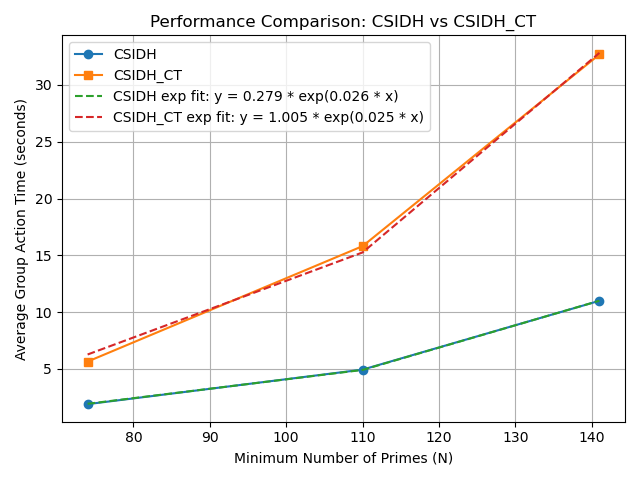 Performance Comparison: CSIDH vs CSIDH_CT
CSIDH
CSIDH_CT
CSIDH exp fit: y = 0.279 * exp(0.026 * x)
CSIDH_CT exp fit: y = 1.005 * exp(0.025 * x)
Average Group Action Time (seconds)
30
25
20
15
10
5
80 90 100 110 120 130 140
Minimum Number of Primes (N)